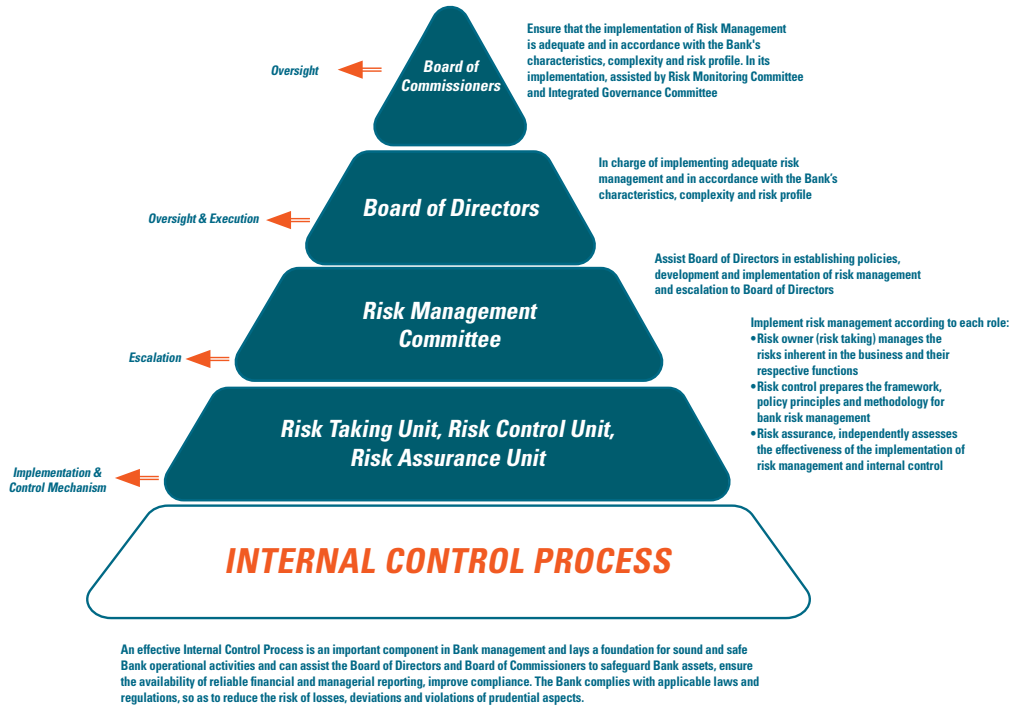 Board of
Commissioners
Oversight
Ensure that the implementation of Risk Management
is adequate and in accordance with the Bank's
characteristics, complexity and risk profile. In its
implementation, assisted by Risk Monitoring Committee
and Integrated Governance Committee
Board of Directors
Oversight & Execution
In charge of implementing adequate risk
management and in accordance with the Bank's
characteristics, complexity and risk profile
Risk Management
Committee
Escalation
Assist Board of Directors in establishing policies,
development and implementation of risk management
and escalation to Board of Directors
Risk Taking Unit, Risk Control Unit,
Risk Assurance Unit
Implementation &
Control Mechanism
Implement risk management according to each role:
•Risk owner (risk taking) manages the
risks inherent in the business and their
respective functions
•Risk control prepares the framework,
policy principles and methodology for
bank risk management
•Risk assurance, independently assesses
the effectiveness of the implementation of
risk management and internal control
INTERNAL CONTROL PROCESS
An effective Internal Control Process is an important component in Bank management and lays a foundation for sound and safe
Bank operational activities and can assist the Board of Directors and Board of Commissioners to safeguard Bank assets, ensure
the availability of reliable financial and managerial reporting, improve compliance. The Bank complies with applicable laws and
regulations, so as to reduce the risk of losses, deviations and violations of prudential aspects.